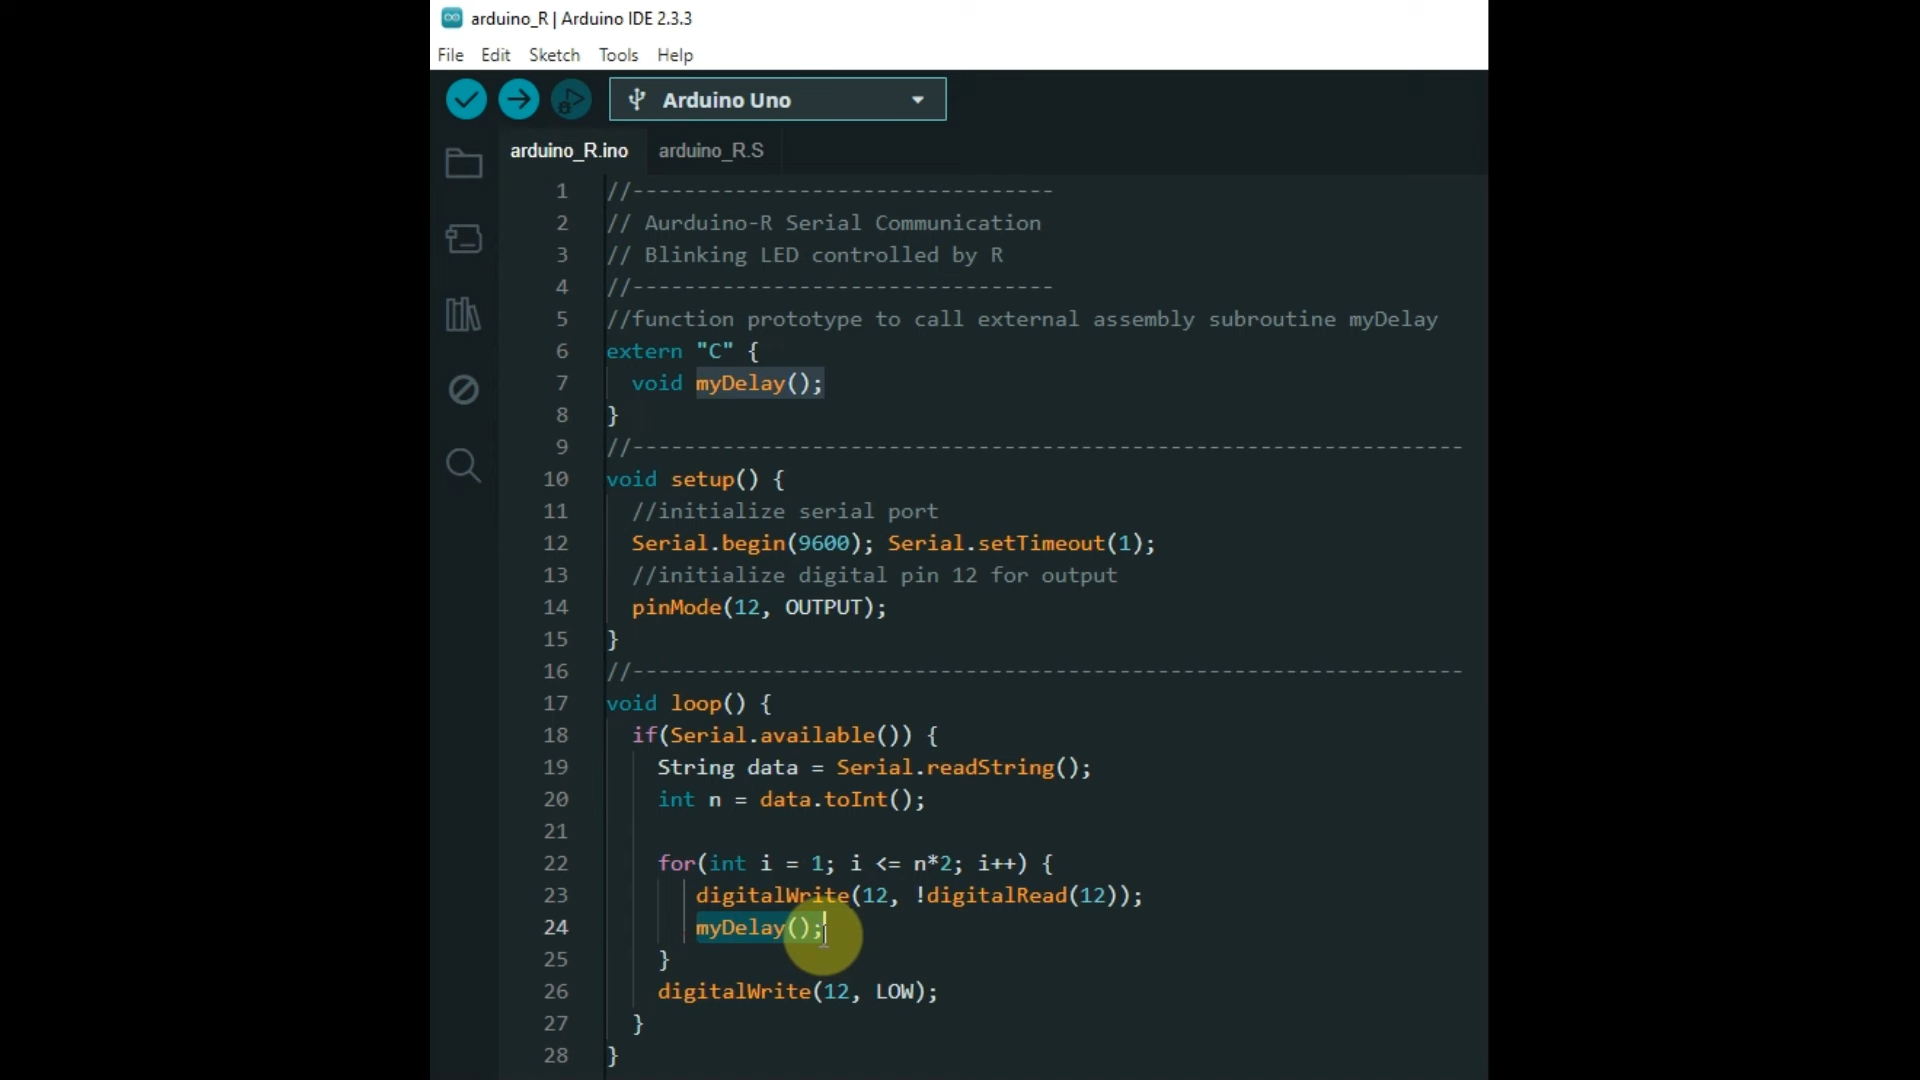 arduino_R | Arduino IDE 2.3.3
File Edit Sketch Tools Help
Arduino Uno
arduino_R.ino arduino_R.S
1 //---------------------------------
2 // Aurduino-R Serial Communication
3 // Blinking LED controlled by R
4 //---------------------------------
5 //function prototype to call external assembly subroutine myDelay
6 extern "C" {
7 void myDelay();
8 }
9 //-----------------------------------------------------------------
10 void setup() {
11 //initialize serial port
12 Serial.begin(9600); Serial.setTimeout(1);
13 //initialize digital pin 12 for output
14 pinMode(12, OUTPUT);
15 }
16 //-----------------------------------------------------------------
17 void loop() {
18 if(Serial.available()) {
19 String data = Serial.readString();
20 int n = data.toInt();
21
22 for(int i = 1; i <= n*2; i++) {
23 digitalWrite(12, !digitalRead(12));
24 myDelay();
25 }
26 digitalWrite(12, LOW);
27 }
28 }